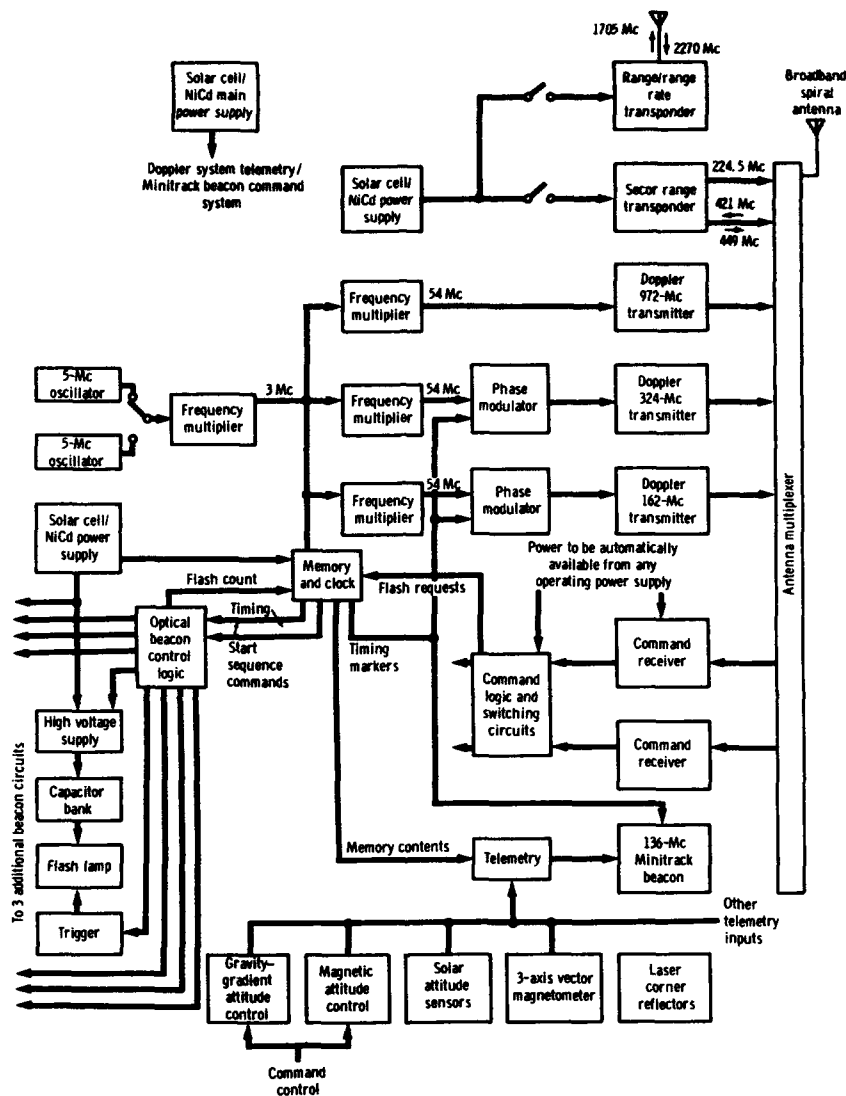 1705 Mc
2270 Mc
Solar cell/
NiCd main
power supply
Range/range
rate
transponder
Broadband
spiral
antenna
Doppler system telemetry/
Minitrack beacon command
system
Solar cell/
NiCd power
supply
Secor range
transponder
224.5 Mc
421 Mc
449 Mc
Frequency
multiplier
54 Mc
Doppler
972-Mc
transmitter
5-Mc
oscillator
5-Mc
oscillator
Frequency
multiplier
3 Mc
Frequency
multiplier
54 Mc
Phase
modulator
Doppler
324-Mc
transmitter
Frequency
multiplier
54 Mc
Phase
modulator
Doppler
162-Mc
transmitter
Antenna multiplexer
Solar cell/
NiCd power
supply
Flash count
Memory
and clock
Flash requests
Power to be automatically
available from any
operating power supply
Optical
beacon
control
logic
Timing
Start
sequence
commands
Timing
markers
Command
logic and
switching
circuits
Command
receiver
Command
receiver
High voltage
supply
Capacitor
bank
Flash lamp
Trigger
To 3 additional beacon circuits
Memory contents
Telemetry
136-Mc
Minitrack
beacon
Other
telemetry
inputs
Gravity-
gradient
attitude
control
Magnetic
attitude
control
Solar
attitude
sensors
3-axis vector
magnetometer
Laser
corner
reflectors
Command
control